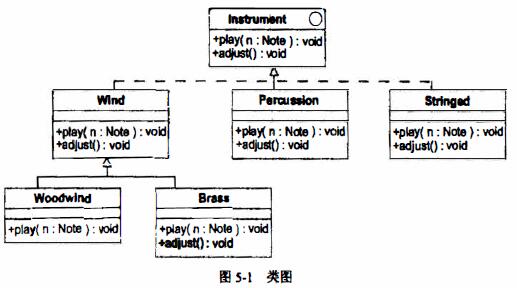 Instrument
+play( n : Note ) : void
+adjust() : void
Wind
+play( n : Note ) : void
+adjust() : void
Percussion
+play( n : Note ) : void
+adjust() : void
Stringed
+play( n : Note ) : void
+adjust() : void
Woodwind
+play( n : Note ) : void
Brass
+play( n : Note ) : void
+adjust() : void
图 5-1 类图